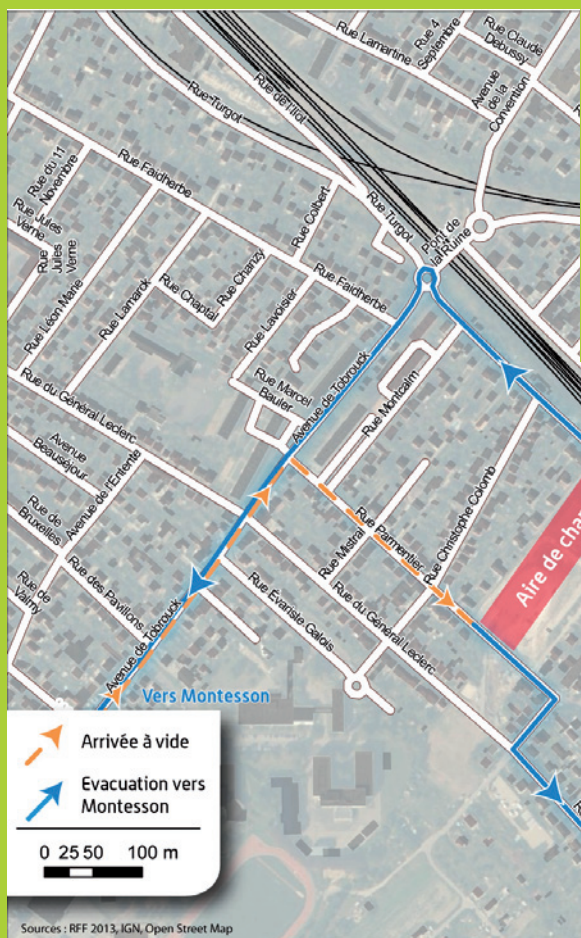 Rue Lamartine
Rue 4
Septembre
Rue Claude
Debussy
Avenue
de la
Convention
Rue de l'Ilot
Rue Turgot
Rue Faidherbe
Rue du 11
Novembre
Rue Jules
Verne
Rue
Jules
Verne
Rue Léon Marie
Rue Lamarck
Rue Chaptal
Rue Chanzy
Rue Colbert
Rue Lavoisier
Rue Faidherbe
Rue Turgot
Pont de
la Ruine
Rue Marcel
Bauler
Avenue de Tobrouck
Rue Montcalm
Rue du Général Leclerc
Avenue
Beauséjour
Avenue de l'Entente
Rue de
Bruxelles
Rue des Pavillons
Rue de
Valmy
Rue Parmentier
Rue Mistral
Rue Christophe Colomb
Rue du Général Leclerc
Rue Evariste Galois
Avenue de Tobrouck
Aire de cha
Vers Montesson
Arrivée à vide
Evacuation vers
Montesson
0 25 50 100 m
Sources : RFF 2013, IGN, Open Street Map